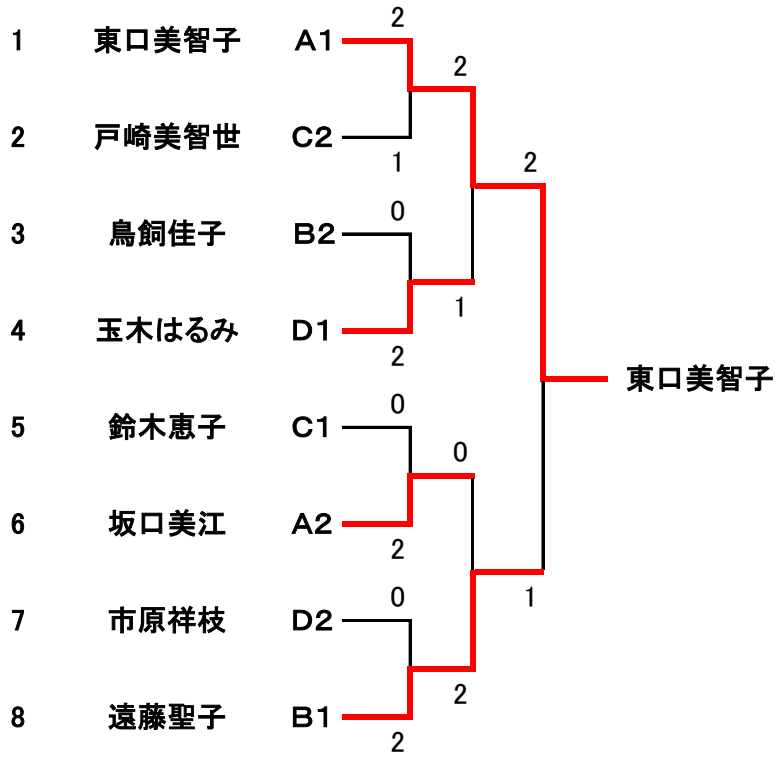 2
1 東口美智子 A1
2
2 戸崎美智世 C2
1 2
0
3 鳥飼佳子 B2
1
4 玉木はるみ D1
2
東口美智子
0
5 鈴木恵子 C1
0
6 坂口美江 A2
2
0 1
7 市原祥枝 D2
2
8 遠藤聖子 B1
2